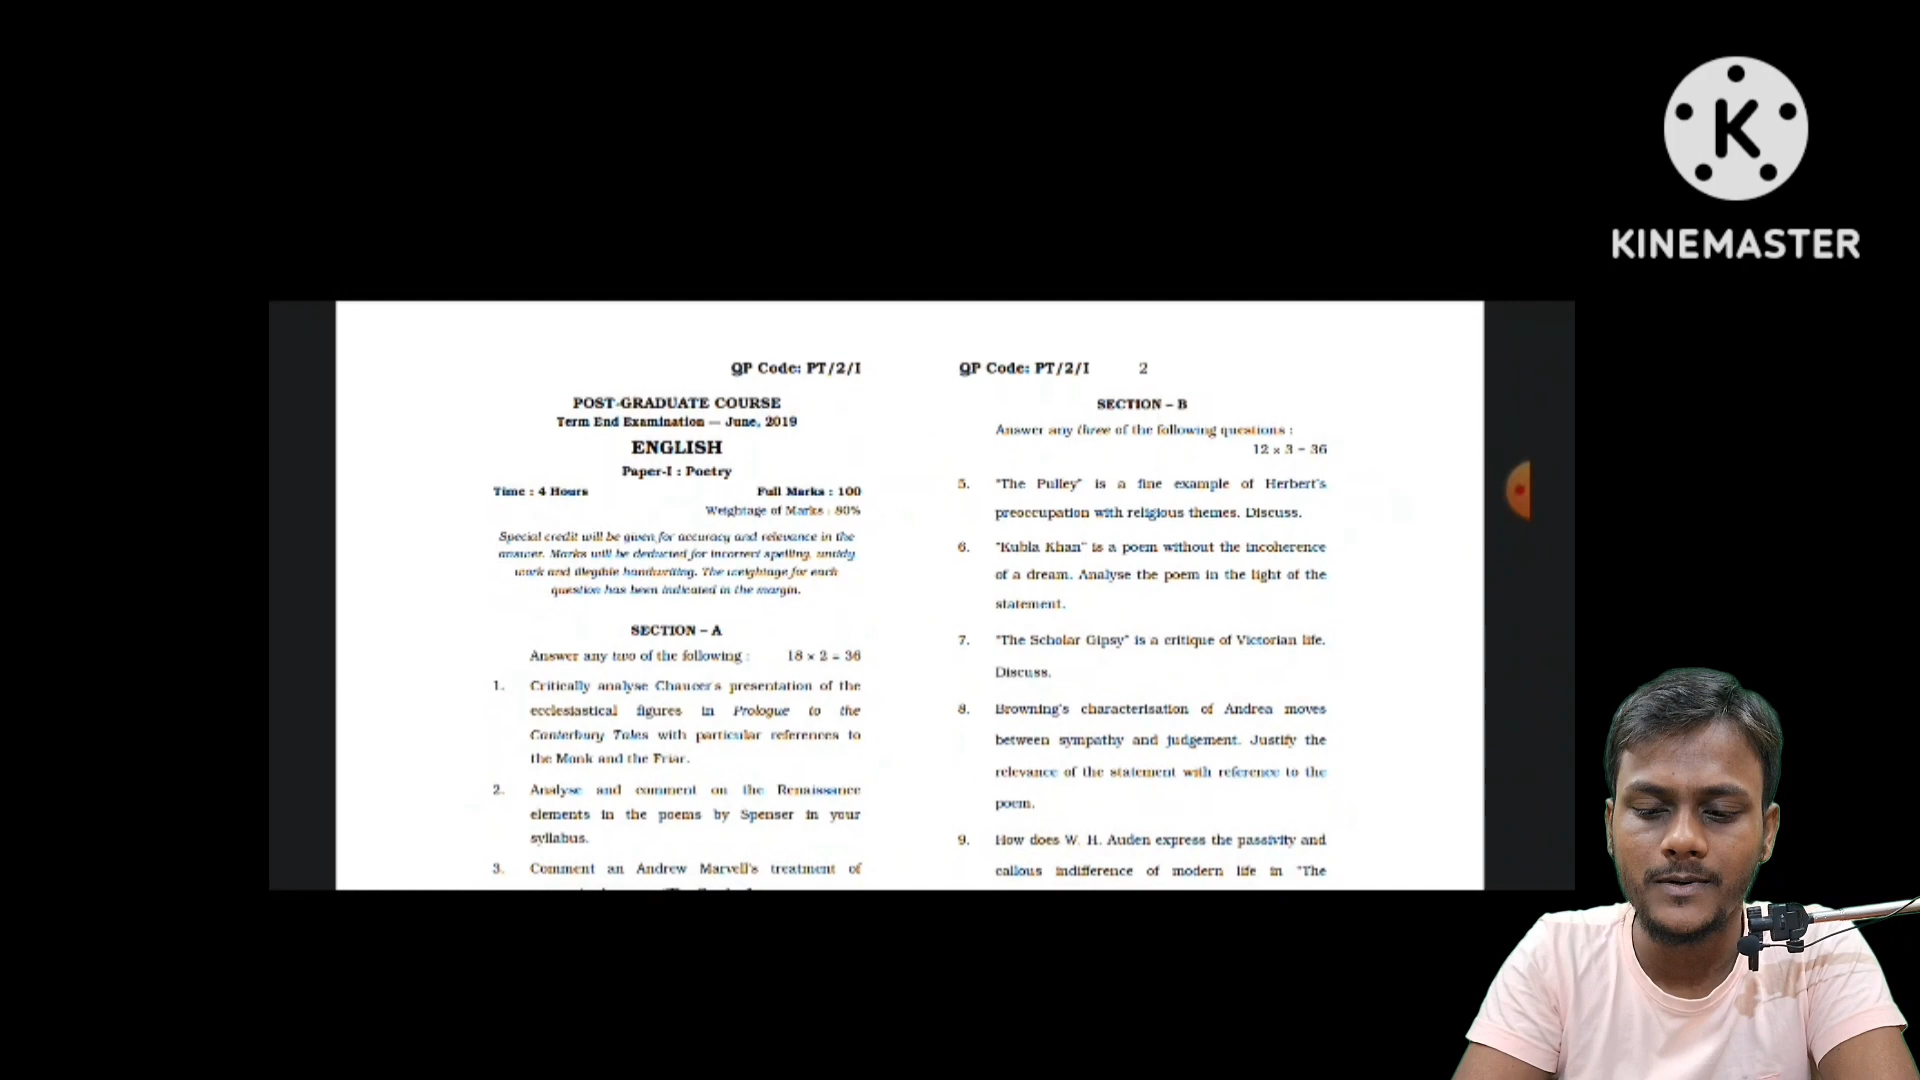 K
KINEMASTER
QP Code: PT/2/I
POST-GRADUATE COURSE
Term End Examination — June, 2019
ENGLISH
Paper-I : Poetry
Time : 4 Hours
Full Marks : 100
Weightage of Marks : 80%
Special credit will be given for accuracy and relevance in the
answer. Marks will be deducted for incorrect spelling, untidy
work and illegible handwriting. The weightage for each
question has been indicated in the margin.
SECTION – A
Answer any two of the following : 18 × 2 = 36
1. Critically analyse Chaucer's presentation of the
ecclesiastical figures in Prologue to the
Canterbury Tales with particular references to
the Monk and the Friar.
2. Analyse and comment on the Renaissance
elements in the poems by Spenser in your
syllabus.
3. Comment an Andrew Marvell's treatment of
QP Code: PT/2/I 2
SECTION – B
Answer any three of the following questions :
12 × 3 = 36
5. "The Pulley" is a fine example of Herbert's
preoccupation with religious themes. Discuss.
6. "Kubla Khan" is a poem without the incoherence
of a dream. Analyse the poem in the light of the
statement.
7. "The Scholar Gipsy" is a critique of Victorian life.
Discuss.
8. Browning's characterisation of Andrea moves
between sympathy and judgement. Justify the
relevance of the statement with reference to the
poem.
9. How does W. H. Auden express the passivity and
callous indifference of modern life in "The